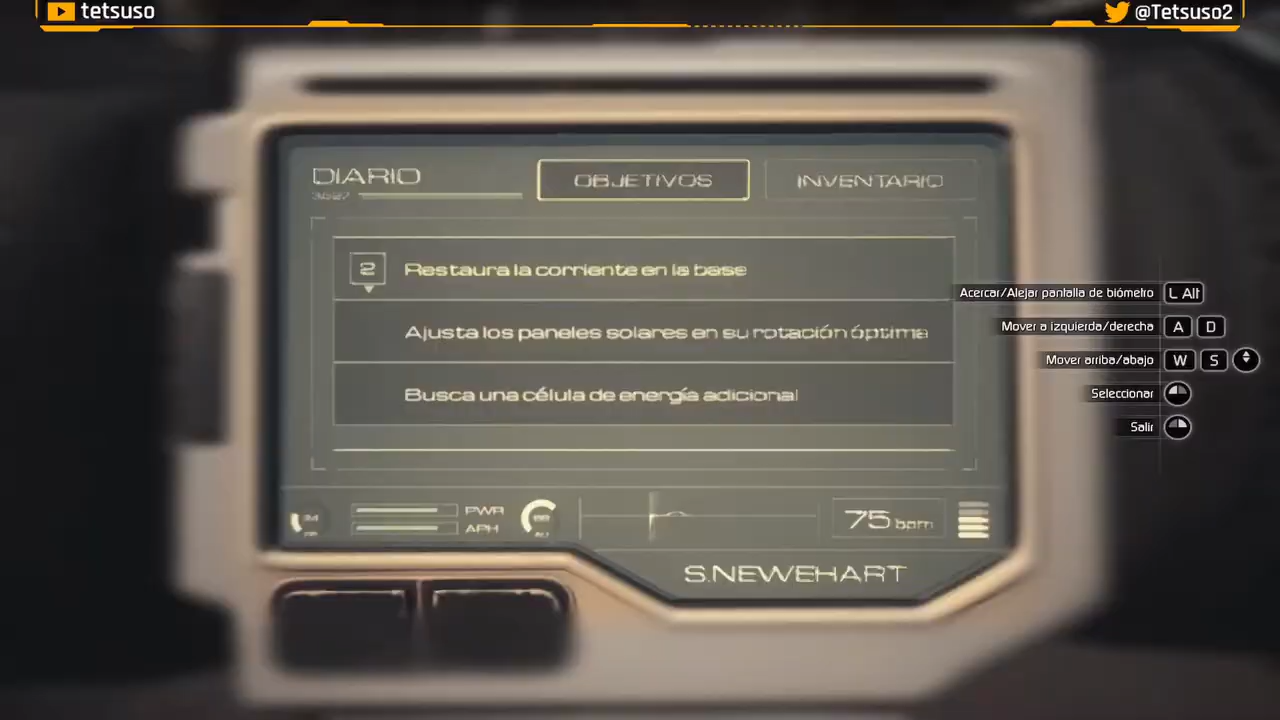 tetsuso
@Tetsuso2
DIARIO
OBJETIVOS
INVENTARIO
2
Restaura la corriente en la base
Ajusta los paneles solares en su rotación óptima
Busca una célula de energía adicional
Acercar/Alejar pantalla de biómetro L Alt
Mover a izquierda/derecha A D
Mover arriba/abajo W S
Seleccionar
Salir
PWR
APH
75 bpm
S.NEWEHART